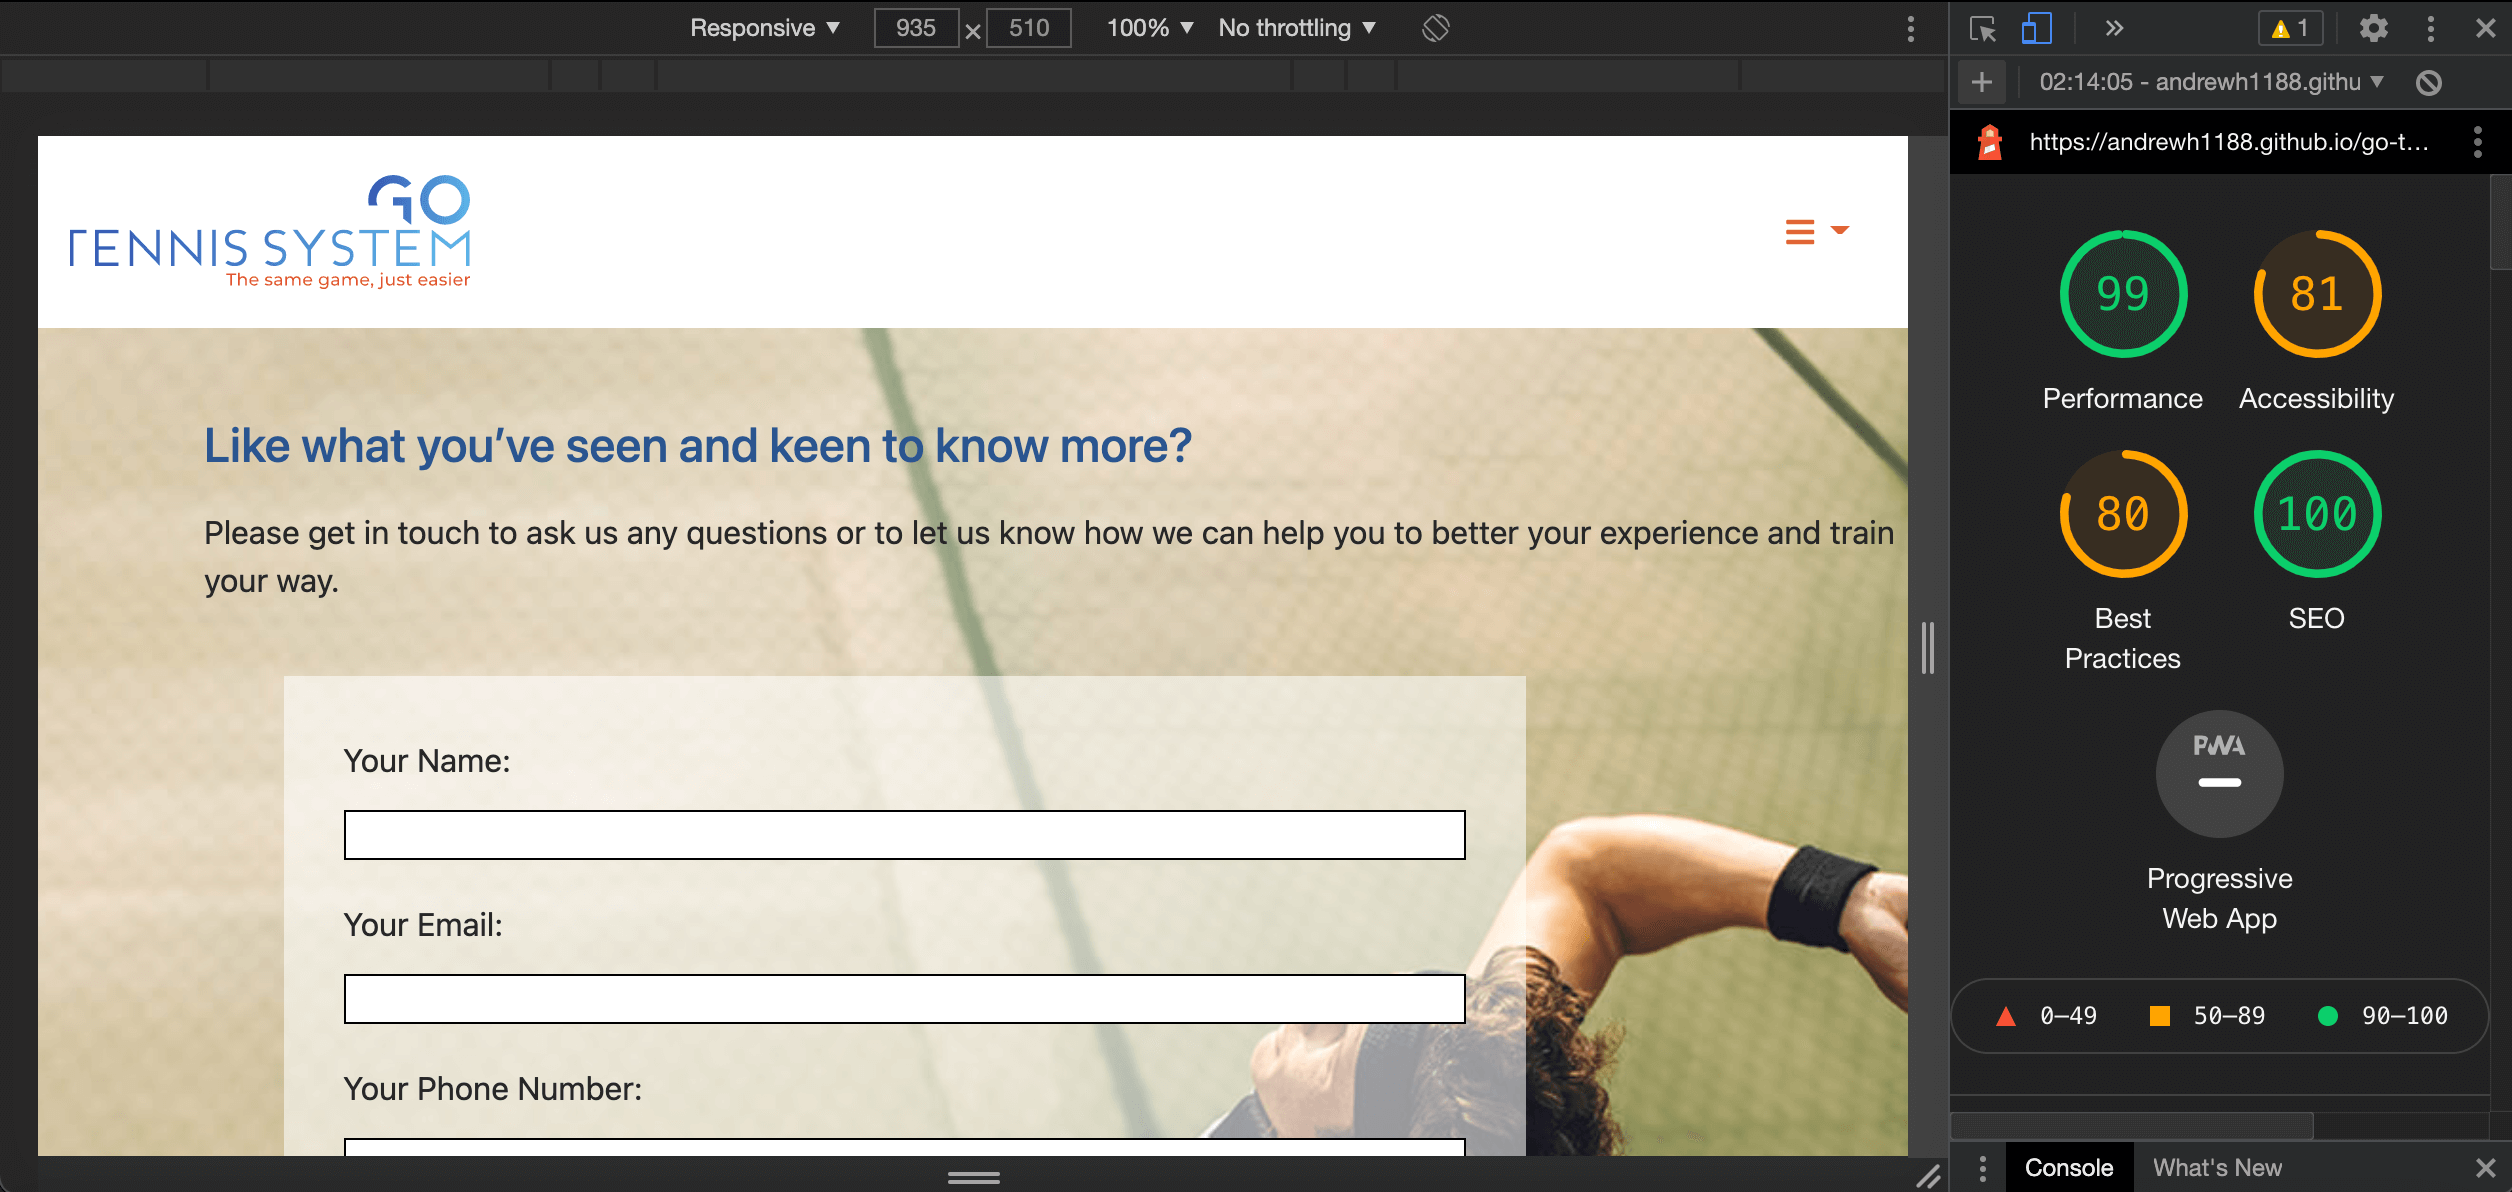 Responsive ▼ 935 × 510 100% ▼ No throttling ▼
1
02:14:05 - andrewh1188.githu ▼
https://andrewh1188.github.io/go-t...
GO
TENNIS SYSTEM
The same game, just easier
Like what you’ve seen and keen to know more?
Please get in touch to ask us any questions or to let us know how we can help you to better your experience and train
your way.
Your Name:
Your Email:
Your Phone Number:
99
81
Performance
Accessibility
80
100
Best
Practices
SEO
PWA
Progressive
Web App
0–49
50–89
90–100
Console
What's New